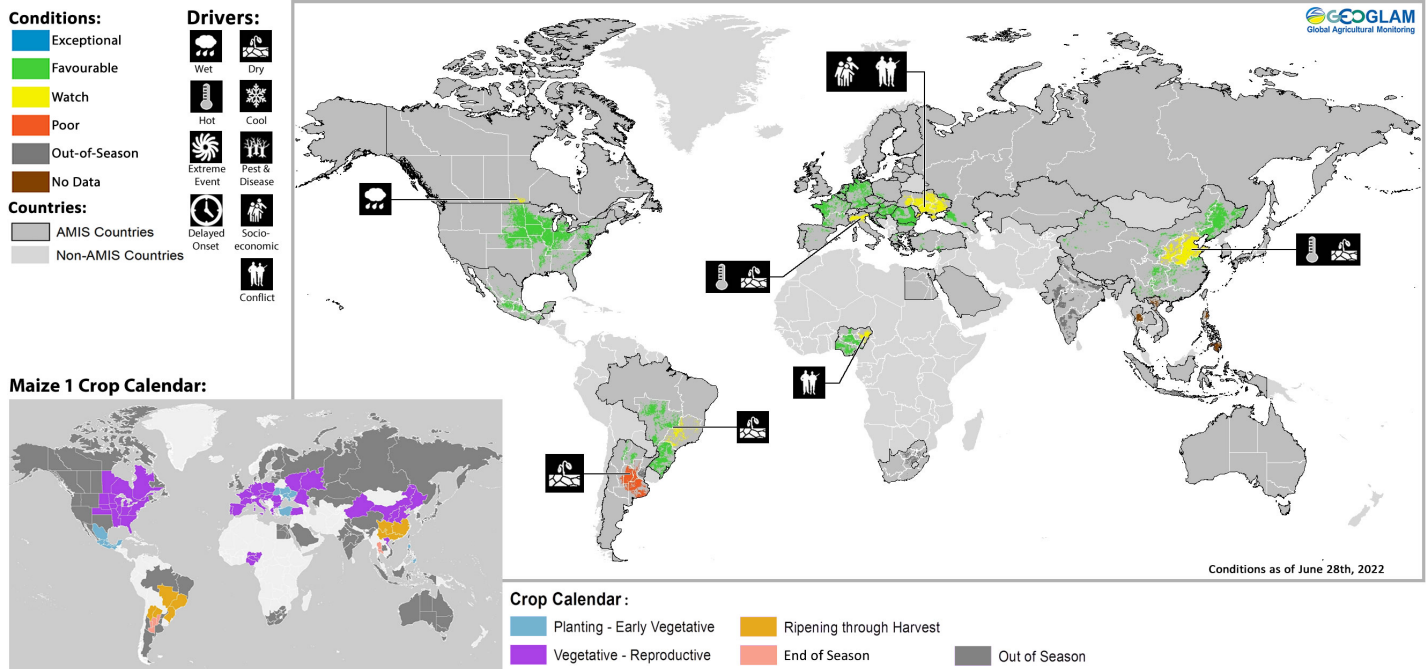 Conditions:
Exceptional
Favourable
Watch
Poor
Out-of-Season
No Data
Countries:
AMIS Countries
Non-AMIS Countries
Drivers:
Wet
Dry
Hot
Cool
Extreme
Event
Pest &
Disease
Delayed
Onset
Socio-
economic
Conflict
GEOGLAM
Global Agricultural Monitoring
Maize 1 Crop Calendar:
Conditions as of June 28th, 2022
Crop Calendar :
Planting - Early Vegetative
Ripening through Harvest
Vegetative - Reproductive
End of Season
Out of Season